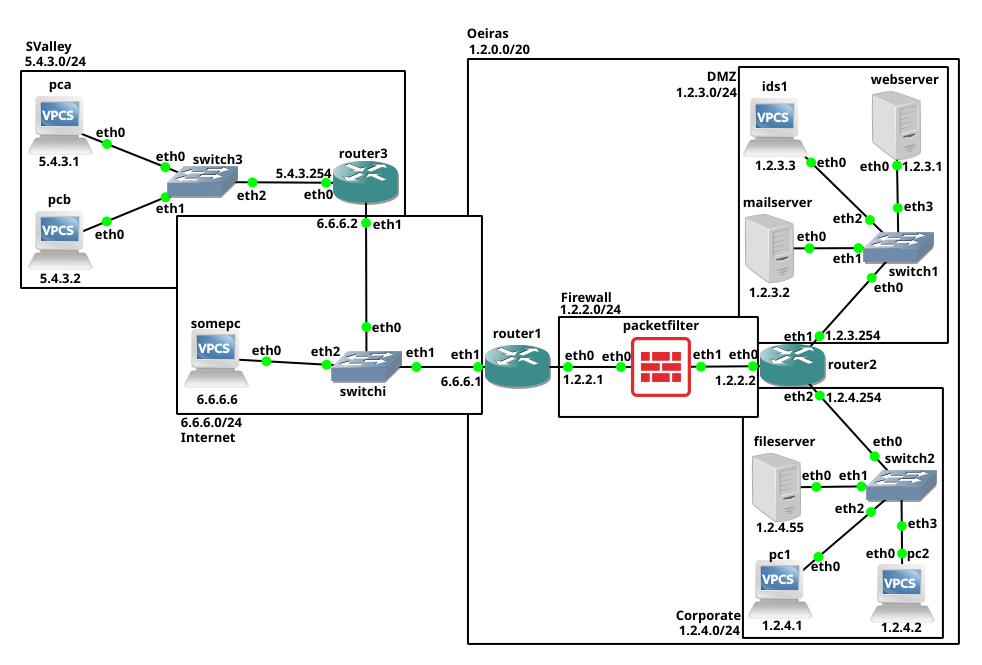 Oeiras
1.2.0.0/20
SValley
5.4.3.0/24
pca
VPCS
eth0
5.4.3.1
eth0
switch3
eth1
eth2
pcb
VPCS
eth0
5.4.3.2
router3
5.4.3.254
eth0
6.6.6.2
eth1
somepc
VPCS
eth0
6.6.6.6
eth0
eth2
eth1
switchi
6.6.6.0/24
Internet
router1
eth1
6.6.6.1
Firewall
1.2.2.0/24
packetfilter
eth0
1.2.2.1
eth0
eth1
eth0
1.2.2.2
DMZ
1.2.3.0/24
ids1
VPCS
eth0
1.2.3.3
webserver
eth0
1.2.3.1
eth3
mailserver
eth0
1.2.3.2
eth2
eth1
switch1
eth0
eth1
1.2.3.254
router2
eth2
1.2.4.254
fileserver
eth0
1.2.4.55
eth0
switch2
eth1
eth2
eth3
pc1
VPCS
eth0
1.2.4.1
eth0
pc2
VPCS
1.2.4.2
Corporate
1.2.4.0/24